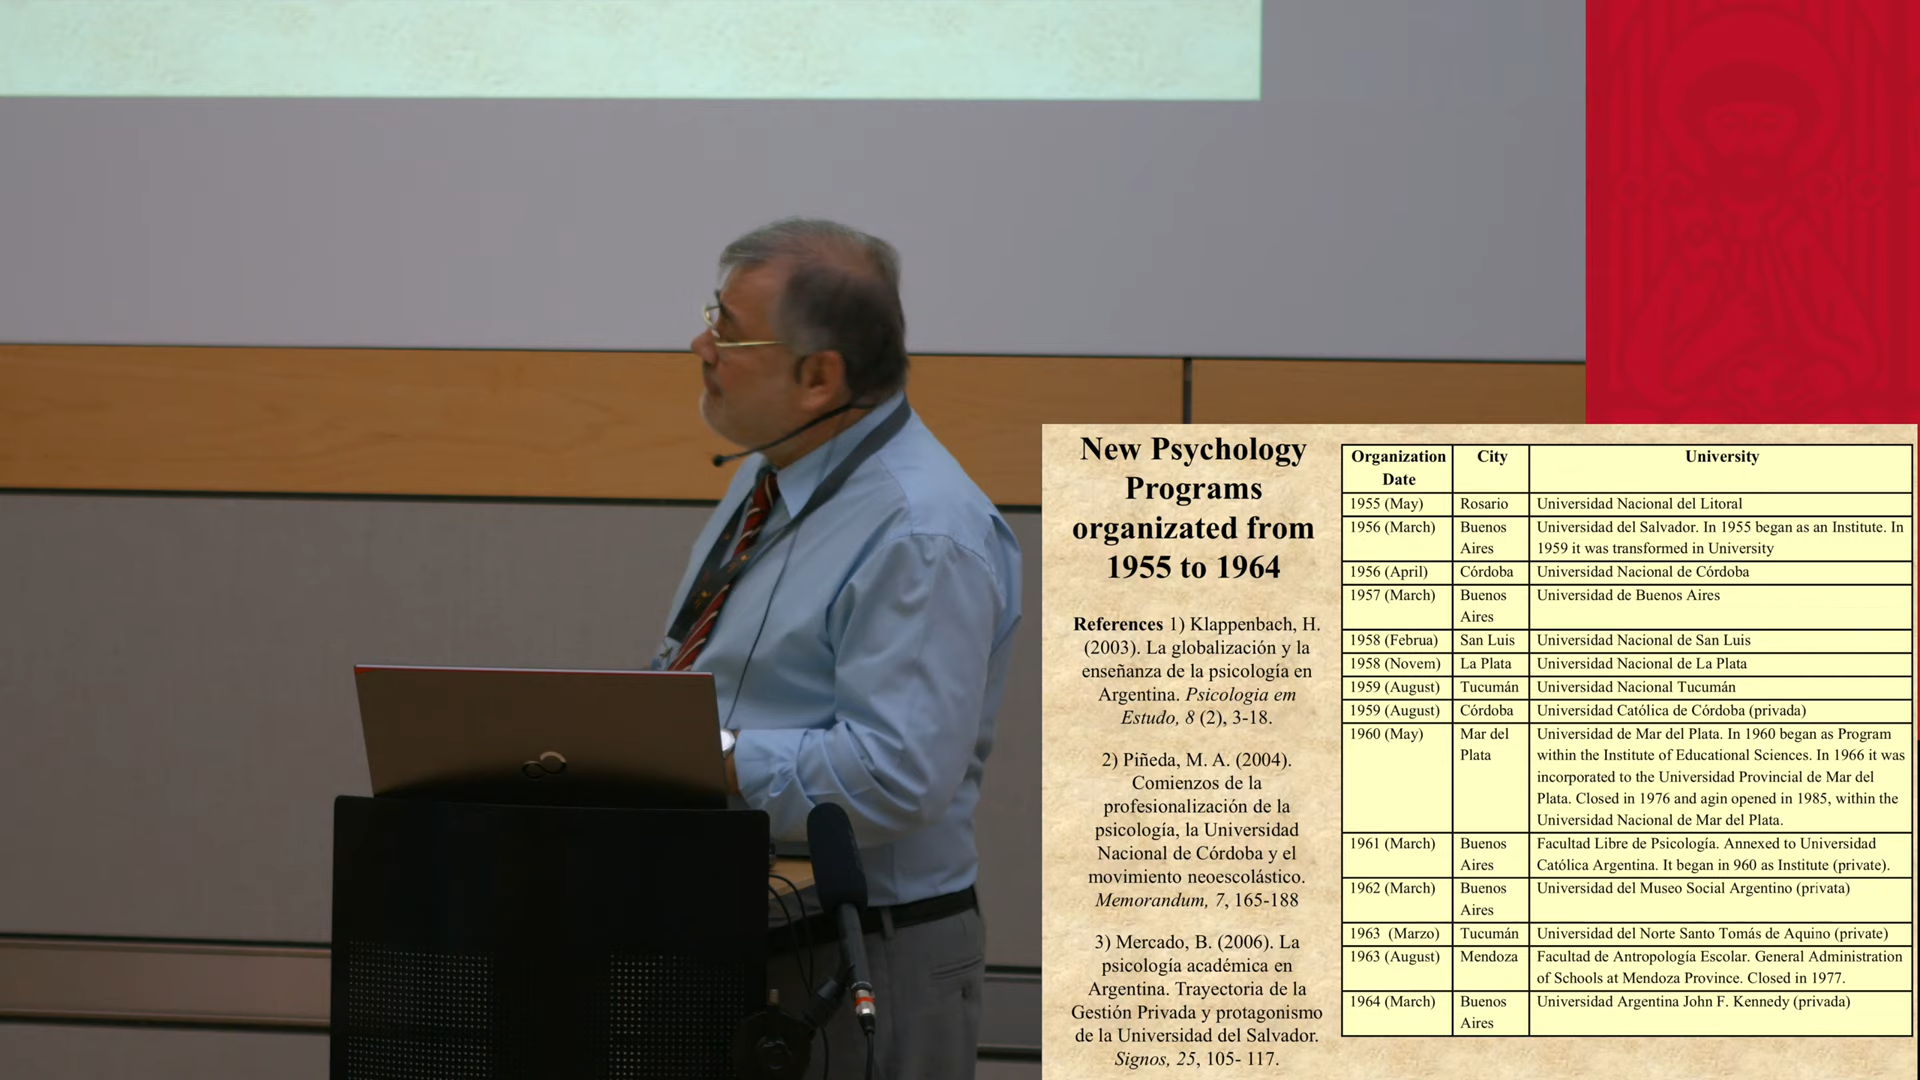 New Psychology
Programs
organizated from
1955 to 1964
References 1) Klappenbach, H.
(2003). La globalización y la
enseñanza de la psicología en
Argentina. Psicologia em
Estudo, 8 (2), 3-18.
2) Piñeda, M. A. (2004).
Comienzos de la
profesionalización de la
psicología, la Universidad
Nacional de Córdoba y el
movimiento neoescolástico.
Memorandum, 7, 165-188
3) Mercado, B. (2006). La
psicología académica en
Argentina. Trayectoria de la
Gestión Privada y protagonismo
de la Universidad del Salvador.
Signos, 25, 105- 117.
Organization Date City University
1955 (May) Rosario Universidad Nacional del Litoral
1956 (March) Buenos Aires Universidad del Salvador. In 1955 began as an Institute. In
1959 it was transformed in University
1956 (April) Córdoba Universidad Nacional de Córdoba
1957 (March) Buenos Aires Universidad de Buenos Aires
1958 (Februa) San Luis Universidad Nacional de San Luis
1958 (Novem) La Plata Universidad Nacional de La Plata
1959 (August) Tucumán Universidad Nacional Tucumán
1959 (August) Córdoba Universidad Católica de Córdoba (privada)
1960 (May) Mar del Plata Universidad de Mar del Plata. In 1960 began as Program
within the Institute of Educational Sciences. In 1966 it was
incorporated to the Universidad Provincial de Mar del
Plata. Closed in 1976 and agin opened in 1985, within the
Universidad Nacional de Mar del Plata.
1961 (March) Buenos Aires Facultad Libre de Psicología. Annexed to Universidad
Católica Argentina. It began in 960 as Institute (private).
1962 (March) Buenos Aires Universidad del Museo Social Argentino (privata)
1963 (Marzo) Tucumán Universidad del Norte Santo Tomás de Aquino (private)
1963 (August) Mendoza Facultad de Antropología Escolar. General Administration
of Schools at Mendoza Province. Closed in 1977.
1964 (March) Buenos Aires Universidad Argentina John F. Kennedy (privada)